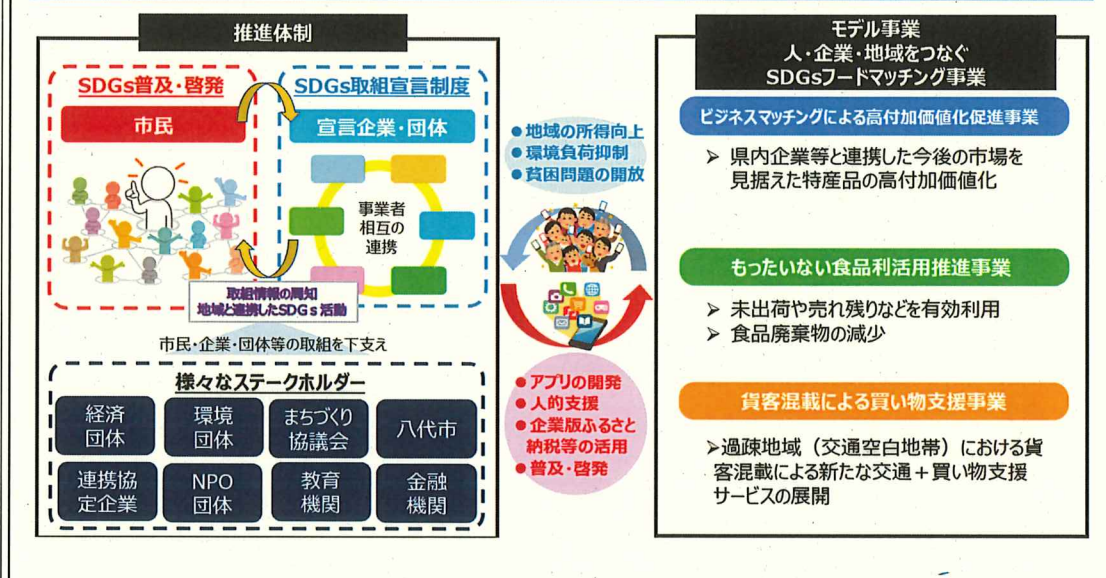 推進体制
SDGs普及・啓発
市民
SDGs取組宣言制度
宣言企業・団体
事業者
相互の
連携
取組情報の周知
地域と連携したSDGs活動
市民・企業・団体等の取組を下支え
様々なステークホルダー
経済
団体
環境
団体
まちづくり
協議会
八代市
連携協
定企業
NPO
団体
教育
機関
金融
機関
●地域の所得向上
●環境負荷抑制
●貧困問題の開放
●アプリの開発
●人的支援
●企業版ふるさと
納税等の活用
●普及・啓発
モデル事業
人・企業・地域をつなぐ
SDGsフードマッチング事業
ビジネスマッチングによる高付加価値化促進事業
➢ 県内企業等と連携した今後の市場を
見据えた特産品の高付加価値化
もったいない食品利活用推進事業
➢ 未出荷や売れ残りなどを有効利用
➢ 食品廃棄物の減少
貨客混載による買い物支援事業
➢過疎地域（交通空白地帯）における貨
客混載による新たな交通＋買い物支援
サービスの展開